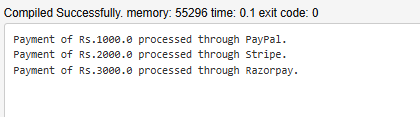 Compiled Successfully. memory: 55296 time: 0.1 exit code: 0
Payment of Rs.1000.0 processed through PayPal.
Payment of Rs.2000.0 processed through Stripe.
Payment of Rs.3000.0 processed through Razorpay.